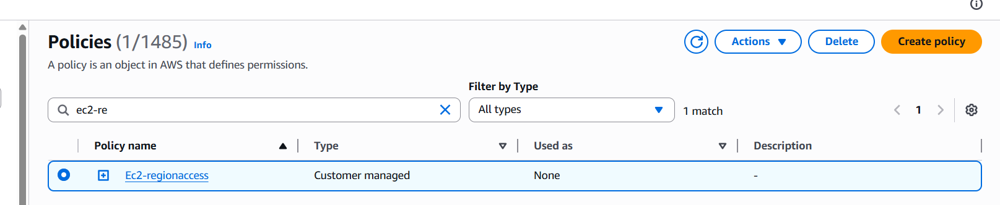 Policies (1/1485) Info
Actions
Delete
Create policy
A policy is an object in AWS that defines permissions.
Filter by Type
ec2-re
All types
1 match
1
Policy name
Type
Used as
Description
Ec2-regionaccess
Customer managed
None
-